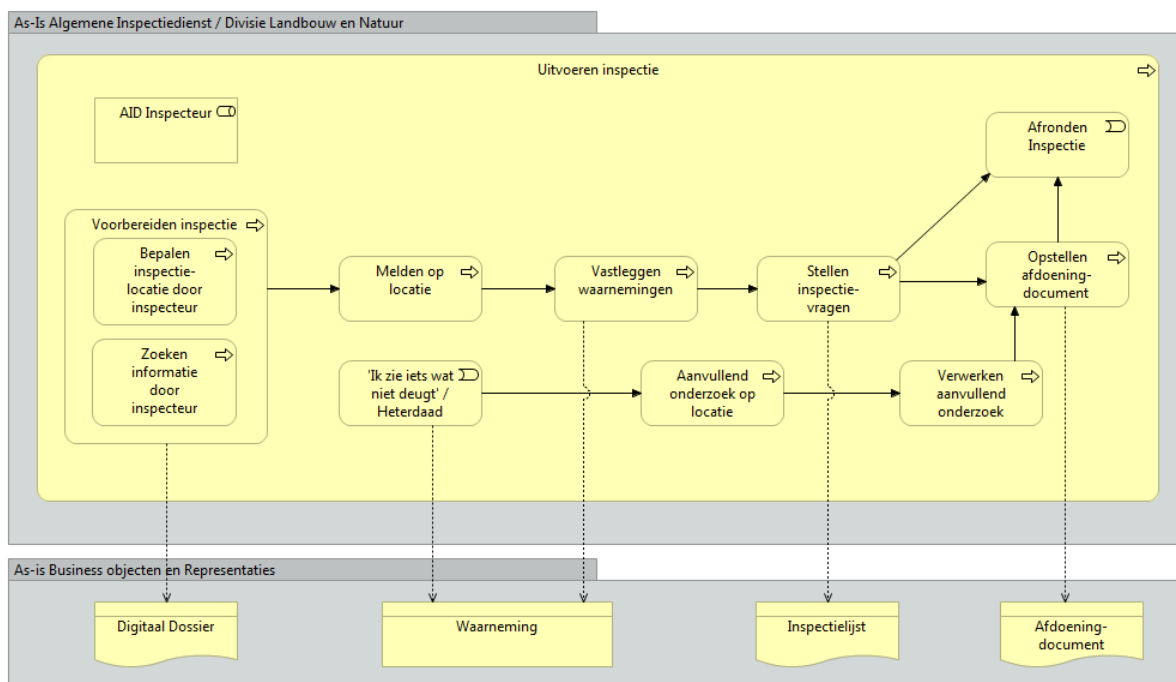 As-Is Algemene Inspectiedienst / Divisie Landbouw en Natuur
Uitvoeren inspectie
AID Inspecteur
Afronden
Inspectie
Voorbereiden inspectie
Bepalen
inspectie-
locatie door
inspecteur
Melden op
locatie
Vastleggen
waarnemingen
Stellen
inspectie-
vragen
Opstellen
afdoening-
document
Zoeken
informatie
door
inspecteur
'Ik zie iets wat
niet deugt' /
Heterdaad
Aanvullend
onderzoek op
locatie
Verwerken
aanvullend
onderzoek
As-is Business objecten en Representaties
Digitaal Dossier
Waarneming
Inspectielijst
Afdoening-
document